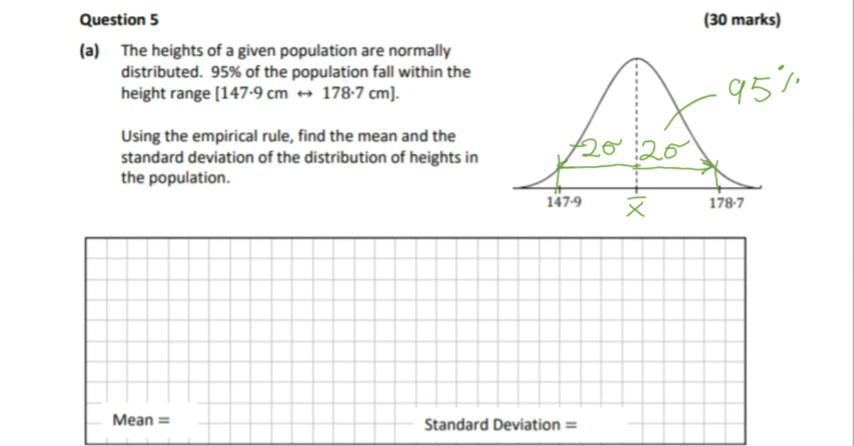 Question 5 (30 marks)
(a) The heights of a given population are normally
distributed. 95% of the population fall within the
height range [147·9 cm ↔ 178·7 cm].
Using the empirical rule, find the mean and the
standard deviation of the distribution of heights in
the population.
95%
-2σ 2σ
147·9 x̄ 178·7
Mean =
Standard Deviation =